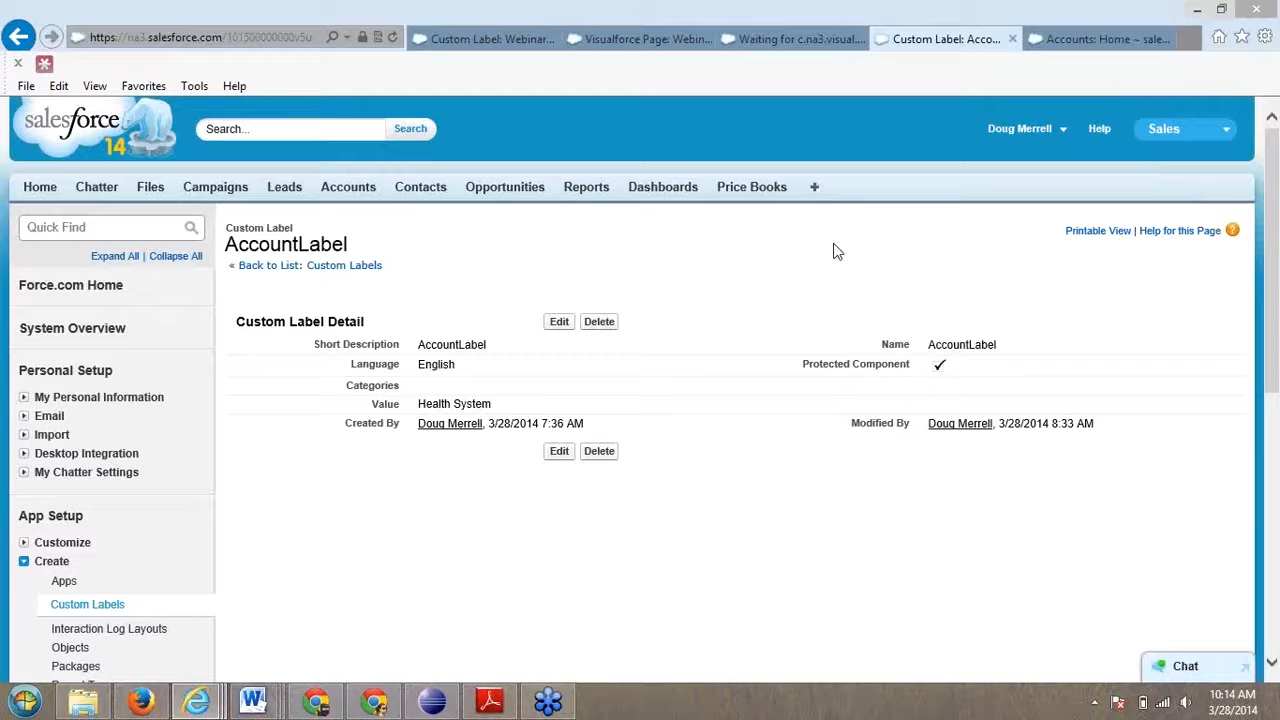 https://na3.salesforce.com/101500000000v5u
Custom Label: Webinar...
Visualforce Page: Webin...
Waiting for c.na3.visual....
Custom Label: Acco...
Accounts: Home ~ sale...
File Edit View Favorites Tools Help
salesforce
14
Search... Search
Doug Merrell Help Sales
Home Chatter Files Campaigns Leads Accounts Contacts Opportunities Reports Dashboards Price Books +
Quick Find
Expand All | Collapse All
Force.com Home
System Overview
Personal Setup
My Personal Information
Email
Import
Desktop Integration
My Chatter Settings
App Setup
Customize
Create
Apps
Custom Labels
Interaction Log Layouts
Objects
Packages
Custom Label
AccountLabel
« Back to List: Custom Labels
Printable View | Help for this Page ?
Custom Label Detail Edit Delete
Short Description AccountLabel Name AccountLabel
Language English Protected Component ✓
Categories
Value Health System
Created By Doug Merrell, 3/28/2014 7:36 AM Modified By Doug Merrell, 3/28/2014 8:33 AM
Edit Delete
Chat
10:14 AM
3/28/2014